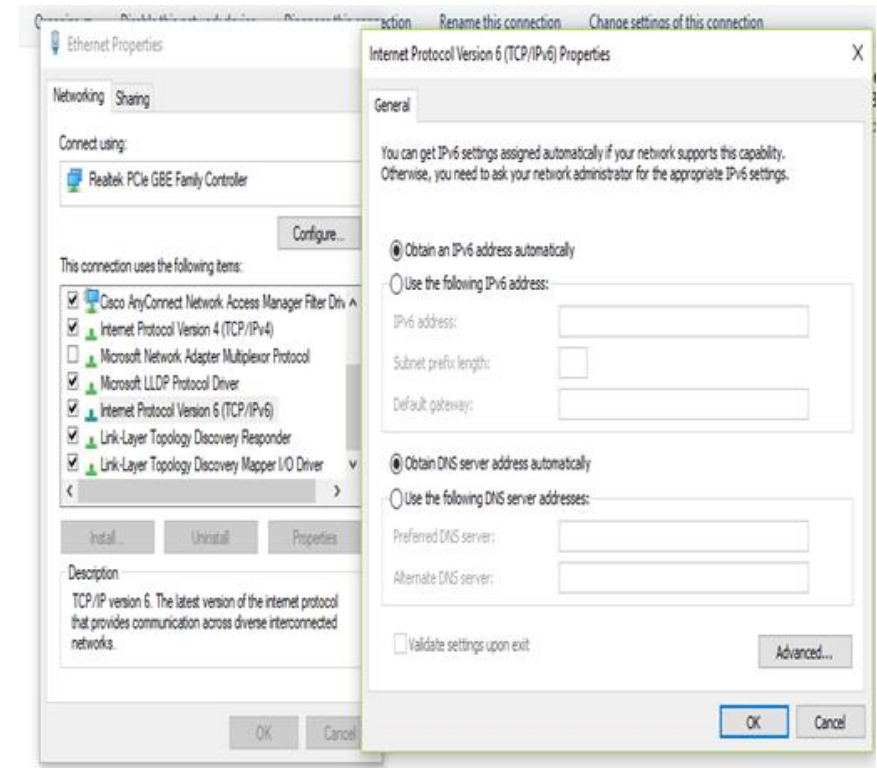 Rename this connection
Change settings of this connection
Ethernet Properties
Networking
Sharing
Connect using:
Realtek PCIe GBE Family Controller
Configure...
This connection uses the following items:
Cisco AnyConnect Network Access Manager Filter Driv
Internet Protocol Version 4 (TCP/IPv4)
Microsoft Network Adapter Multiplexor Protocol
Microsoft LLDP Protocol Driver
Internet Protocol Version 6 (TCP/IPv6)
Link-Layer Topology Discovery Responder
Link-Layer Topology Discovery Mapper I/O Driver
Install...
Uninstall
Properties
Description
TCP/IP version 6. The latest version of the internet protocol
that provides communication across diverse interconnected
networks.
OK
Cancel
Internet Protocol Version 6 (TCP/IPv6) Properties
X
General
You can get IPv6 settings assigned automatically if your network supports this capability.
Otherwise, you need to ask your network administrator for the appropriate IPv6 settings.
Obtain an IPv6 address automatically
Use the following IPv6 address:
IPv6 address:
Subnet prefix length:
Default gateway:
Obtain DNS server address automatically
Use the following DNS server addresses:
Preferred DNS server:
Alternate DNS server:
Validate settings upon exit
Advanced...
OK
Cancel